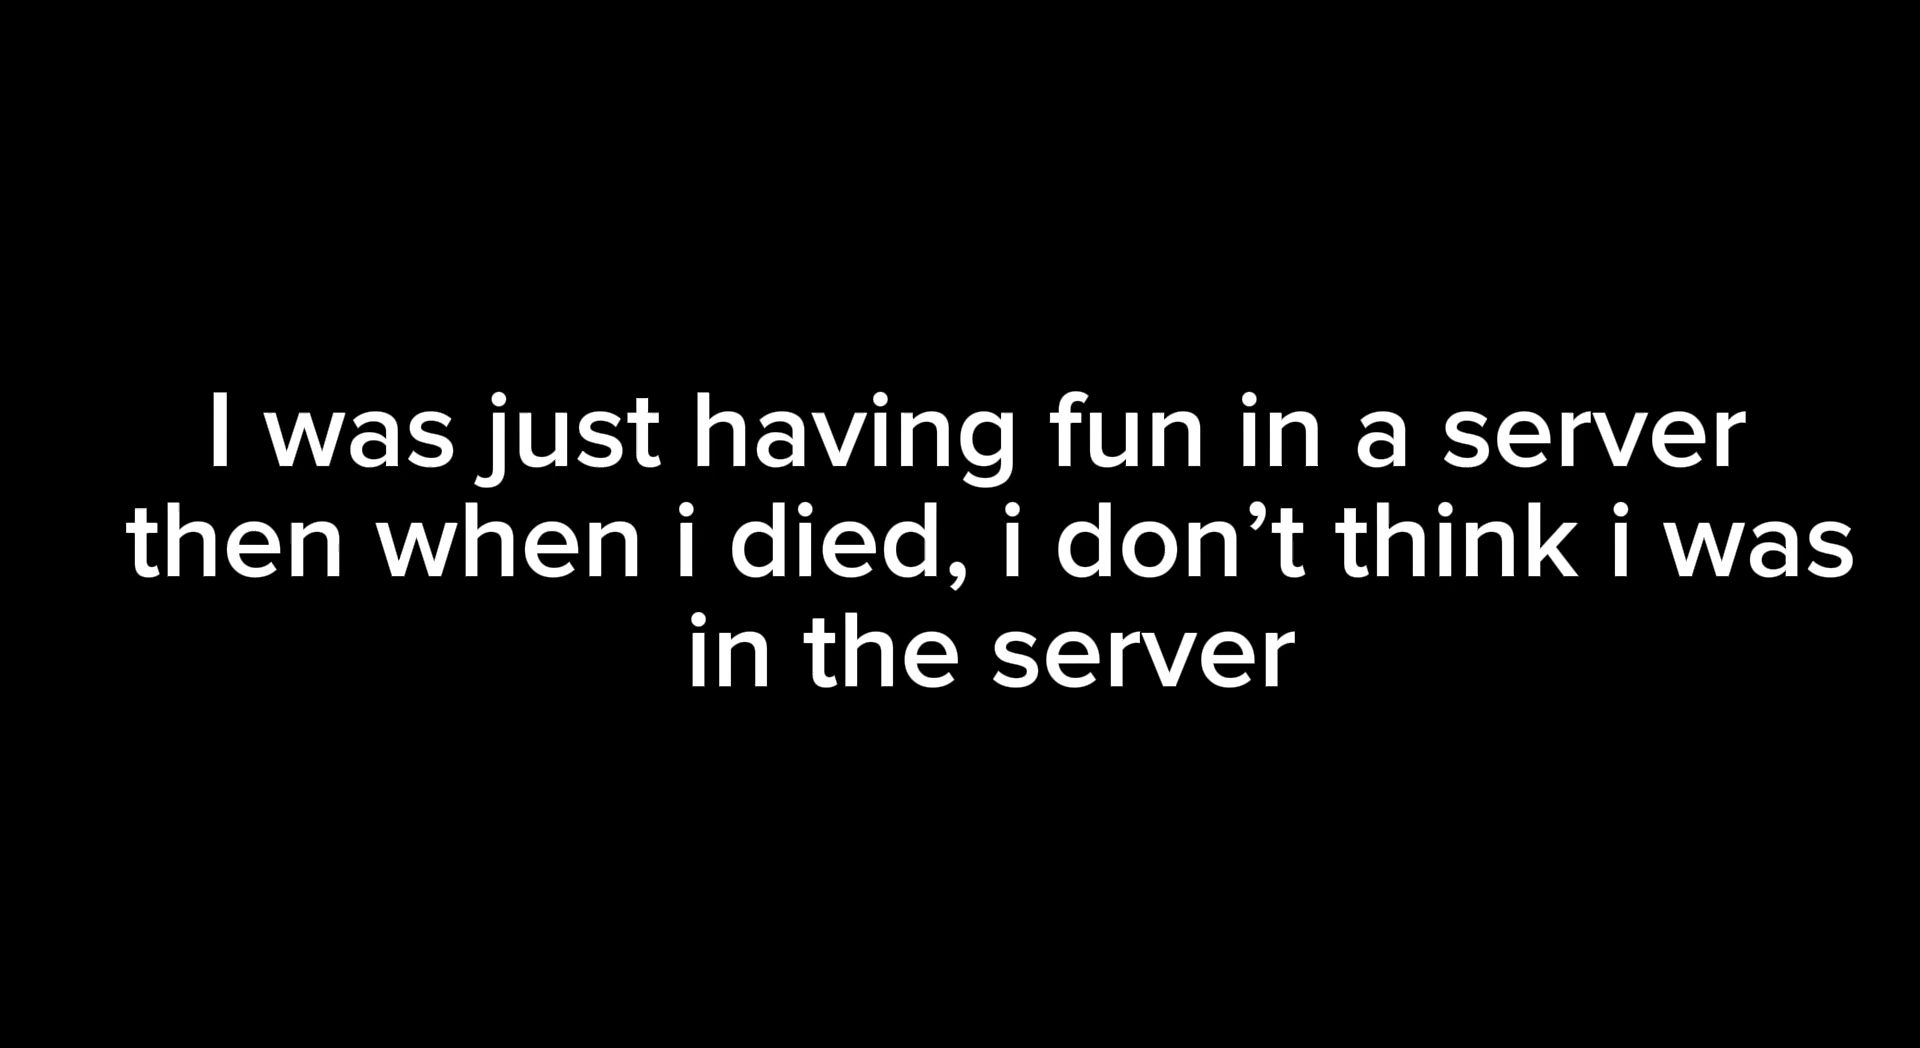 I was just having fun in a server
then when i died, i don’t think i was
in the server